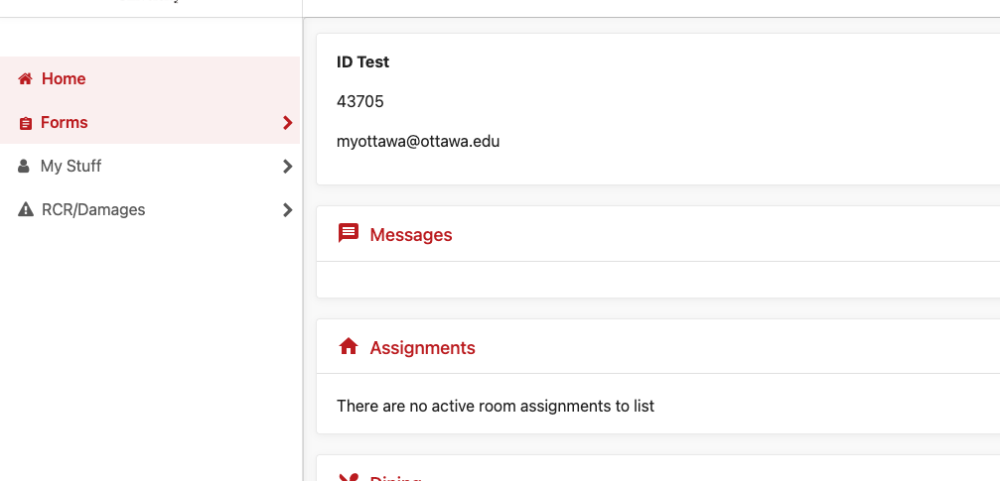 Home
Forms
My Stuff
RCR/Damages
ID Test
43705
myottawa@ottawa.edu
Messages
Assignments
There are no active room assignments to list
Dining